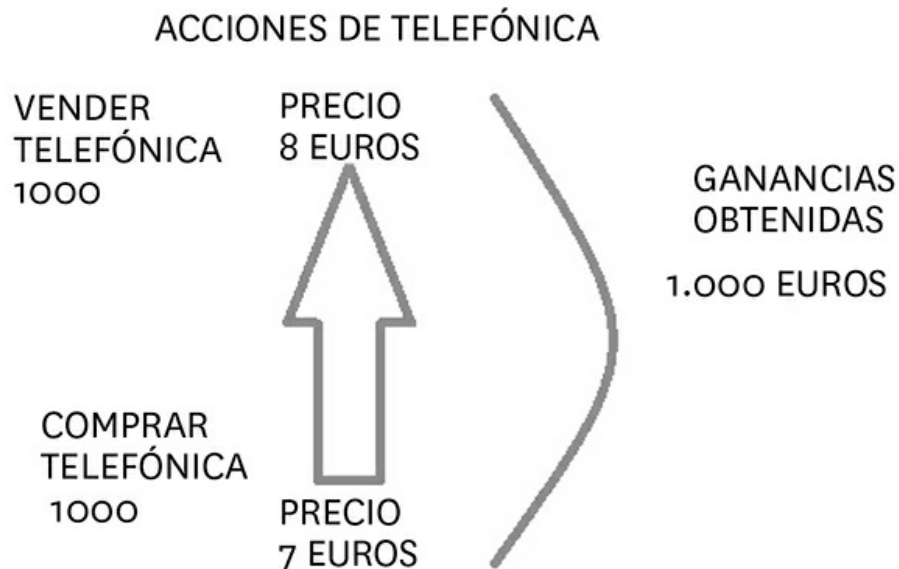 ACCIONES DE TELEFÓNICA
VENDER
TELEFÓNICA
1000
PRECIO
8 EUROS
GANANCIAS
OBTENIDAS
1.000 EUROS
COMPRAR
TELEFÓNICA
1000
PRECIO
7 EUROS